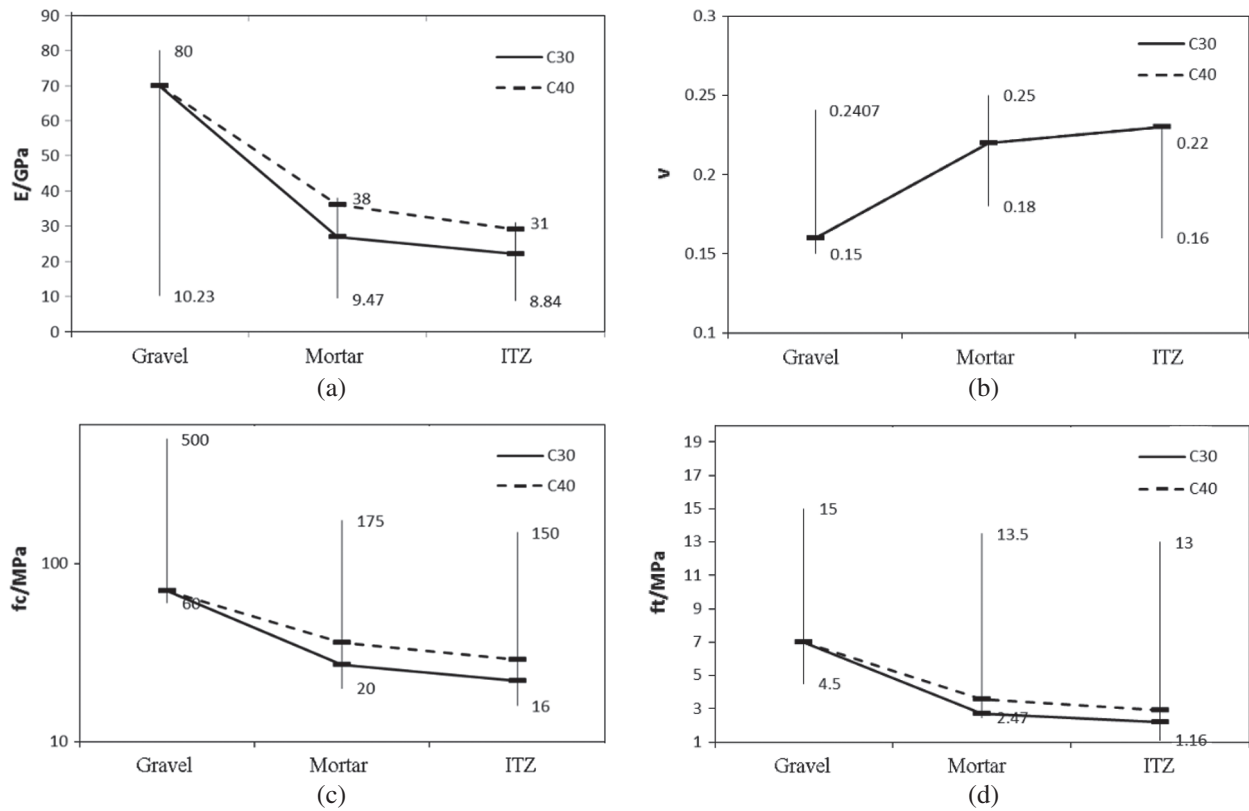 90
80
70
60
50
40
30
20
10
0
E/GPa
80
10.23
38
9.47
31
8.84
C30
C40
Gravel Mortar ITZ
(a)
0.3
0.25
0.2
0.15
0.1
v
0.2407
0.15
0.25
0.18
0.22
0.16
C30
C40
Gravel Mortar ITZ
(b)
100
10
fc/MPa
500
60
175
20
150
16
C30
C40
Gravel Mortar ITZ
(c)
19
17
15
13
11
9
7
5
3
1
ft/MPa
15
4.5
13.5
2.47
13
1.16
C30
C40
Gravel Mortar ITZ
(d)